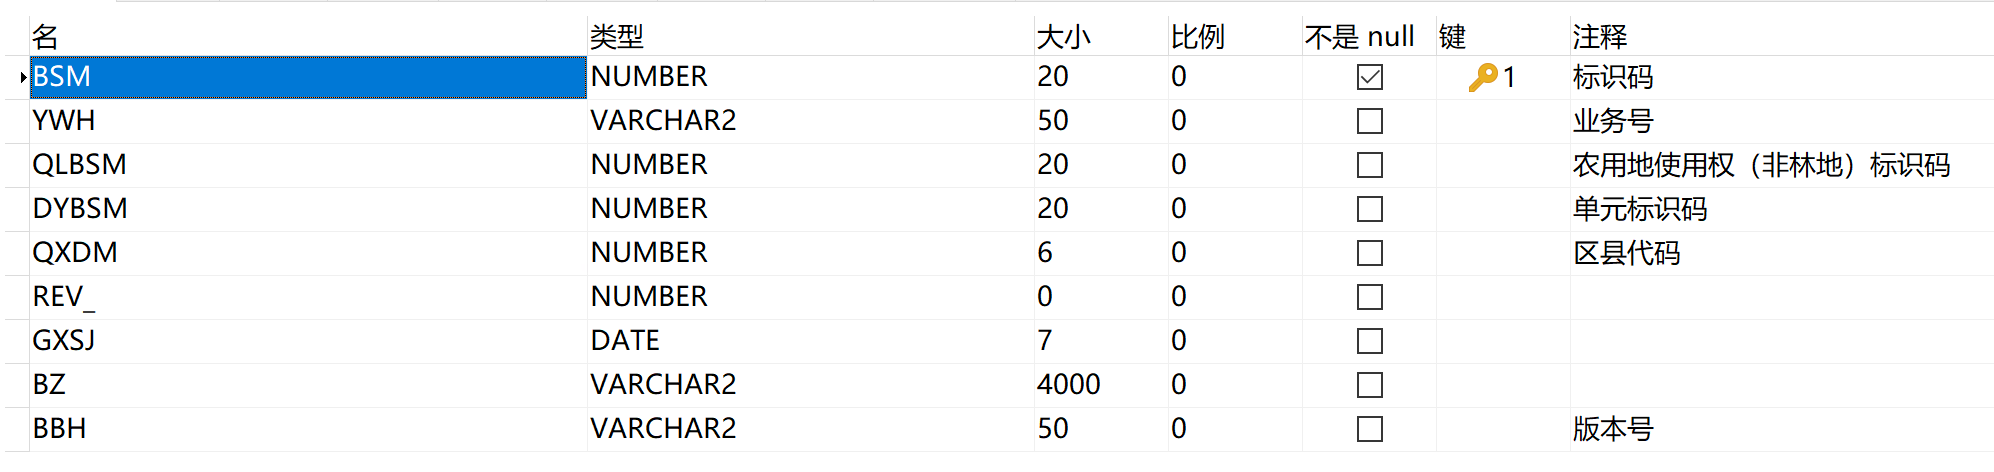 名 类型 大小 比例 不是 null 键 注释
BSM NUMBER 20 0 1 标识码
YWH VARCHAR2 50 0 业务号
QLBSM NUMBER 20 0 农用地使用权（非林地）标识码
DYBSM NUMBER 20 0 单元标识码
QXDM NUMBER 6 0 区县代码
REV_ NUMBER 0 0
GXSJ DATE 7 0
BZ VARCHAR2 4000 0
BBH VARCHAR2 50 0 版本号